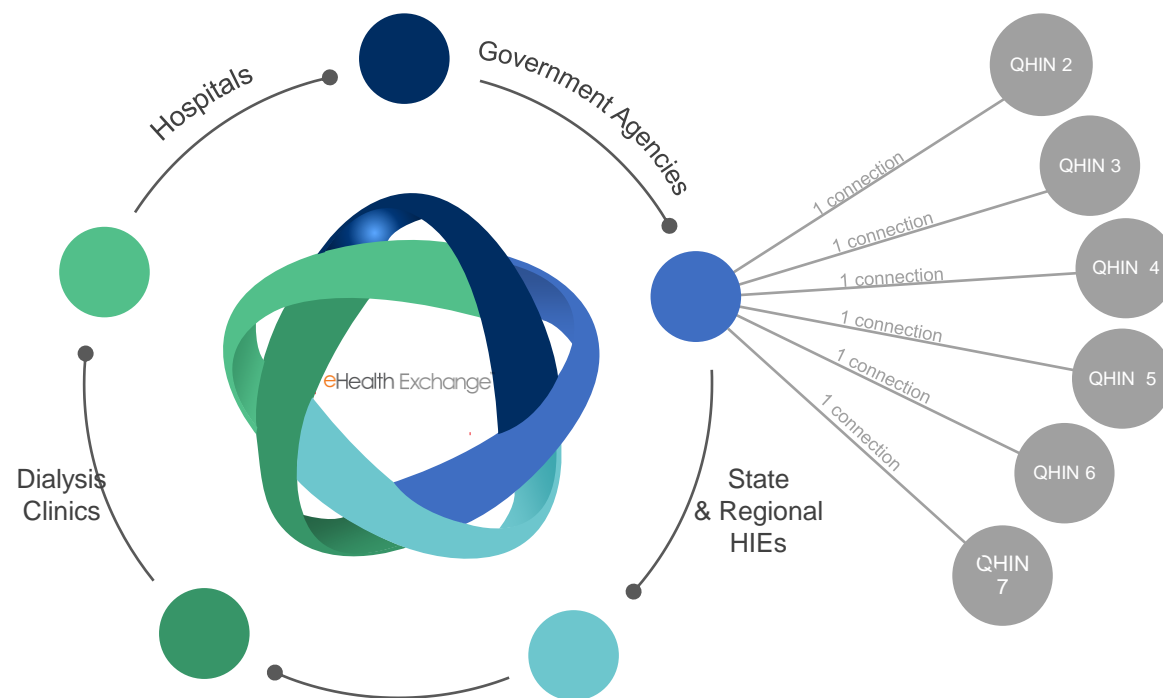 Hospitals
Government Agencies
QHIN 2
QHIN 3
QHIN 4
QHIN 5
QHIN 6
QHIN
7
1 connection
1 connection
1 connection
1 connection
1 connection
1 connection
eHealth Exchange
Dialysis
Clinics
State
& Regional
HIEs